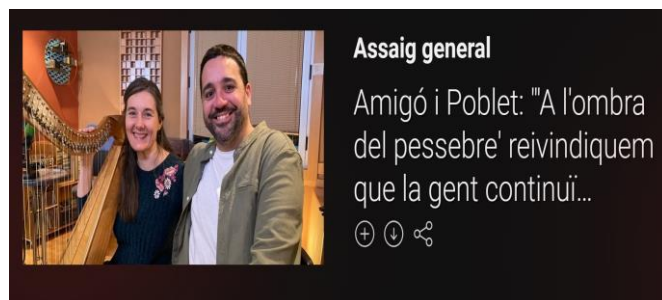 Assaig general
Amigó i Poblet: "'A l'ombra
del pessebre' reivindiquem
que la gent continuï...